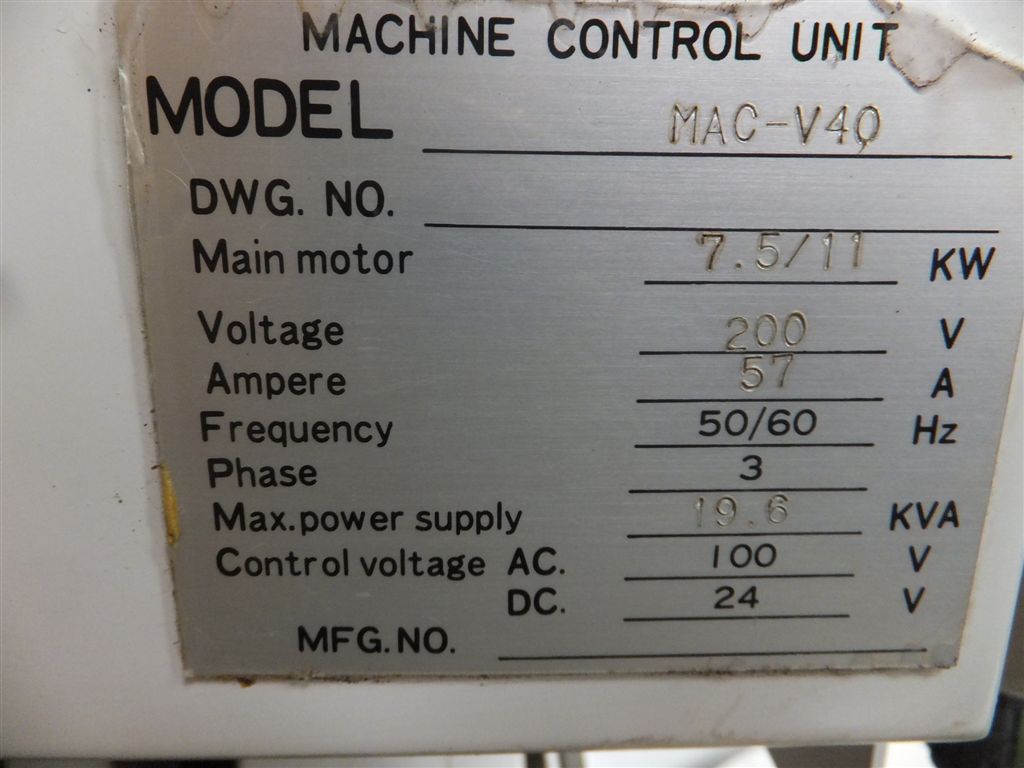 MACHINE CONTROL UNIT
MODEL MAC-V40
DWG. NO.
Main motor 7.5/11 KW
Voltage 200 V
Ampere 57 A
Frequency 50/60 Hz
Phase 3
Max.power supply 19.6 KVA
Control voltage AC. 100 V
DC. 24 V
MFG.NO.